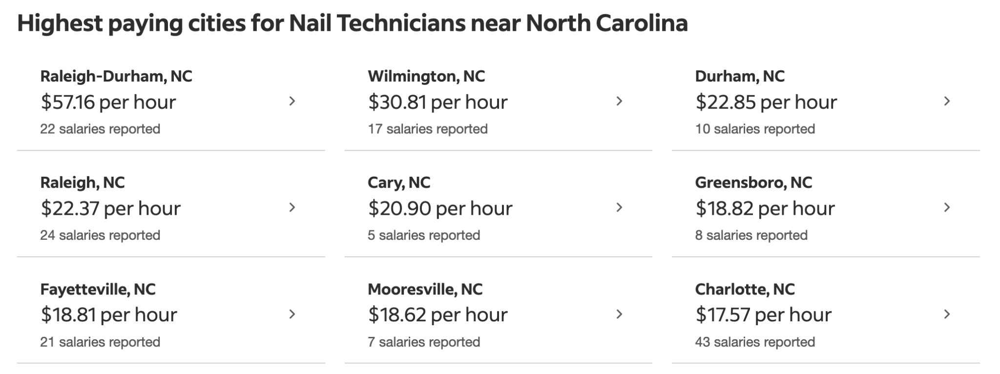 Highest paying cities for Nail Technicians near North Carolina
Raleigh-Durham, NC
$57.16 per hour
22 salaries reported
Wilmington, NC
$30.81 per hour
17 salaries reported
Durham, NC
$22.85 per hour
10 salaries reported
Raleigh, NC
$22.37 per hour
24 salaries reported
Cary, NC
$20.90 per hour
5 salaries reported
Greensboro, NC
$18.82 per hour
8 salaries reported
Fayetteville, NC
$18.81 per hour
21 salaries reported
Mooresville, NC
$18.62 per hour
7 salaries reported
Charlotte, NC
$17.57 per hour
43 salaries reported